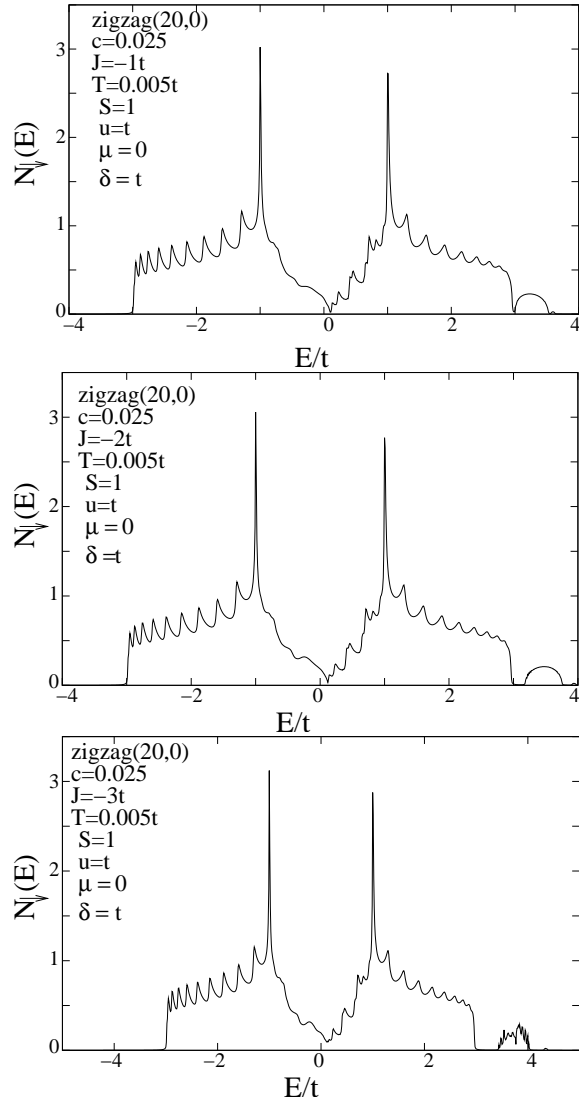 zigzag(20,0)
c=0.025
J=−1t
T=0.005t
S=1
u=t
μ = 0
δ = t
N↓(E)
3
2
1
0
−4 −2 0 2 4
E/t
zigzag(20,0)
c=0.025
J=−2t
T=0.005t
S=1
u=t
μ = 0
δ =t
N↓(E)
3
2
1
0
−4 −2 0 2 4
E/t
zigzag(20,0)
c=0.025
J=−3t
T=0.005t
S=1
u=t
μ = 0
δ = t
N↓(E)
3
2
1
0
−4 −2 0 2 4
E/t